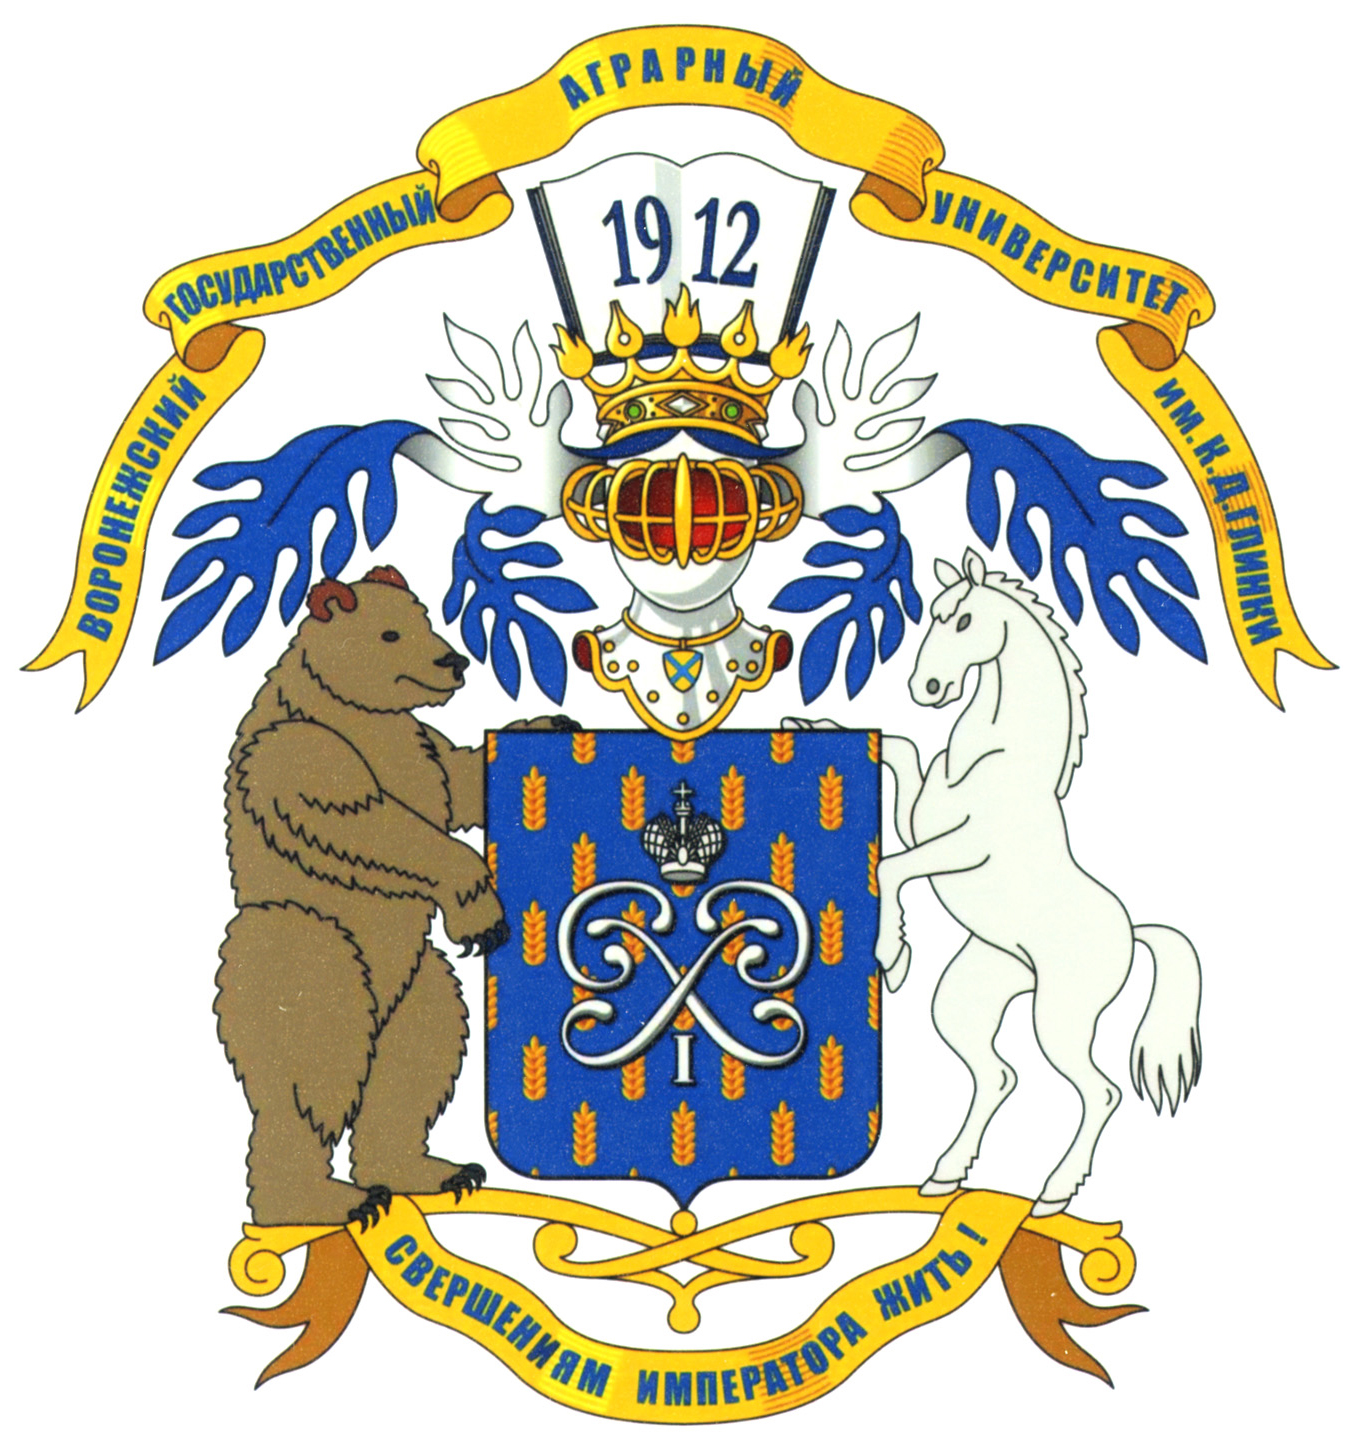 ВОРОНЕЖСКИЙ ГОСУДАРСТВЕННЫЙ АГРАРНЫЙ УНИВЕРСИТЕТ ИМ.К.Д.ГЛИНКИ
1912
I
СВЕРШЕНИЯМ ИМПЕРАТОРА ЖИТЬ!